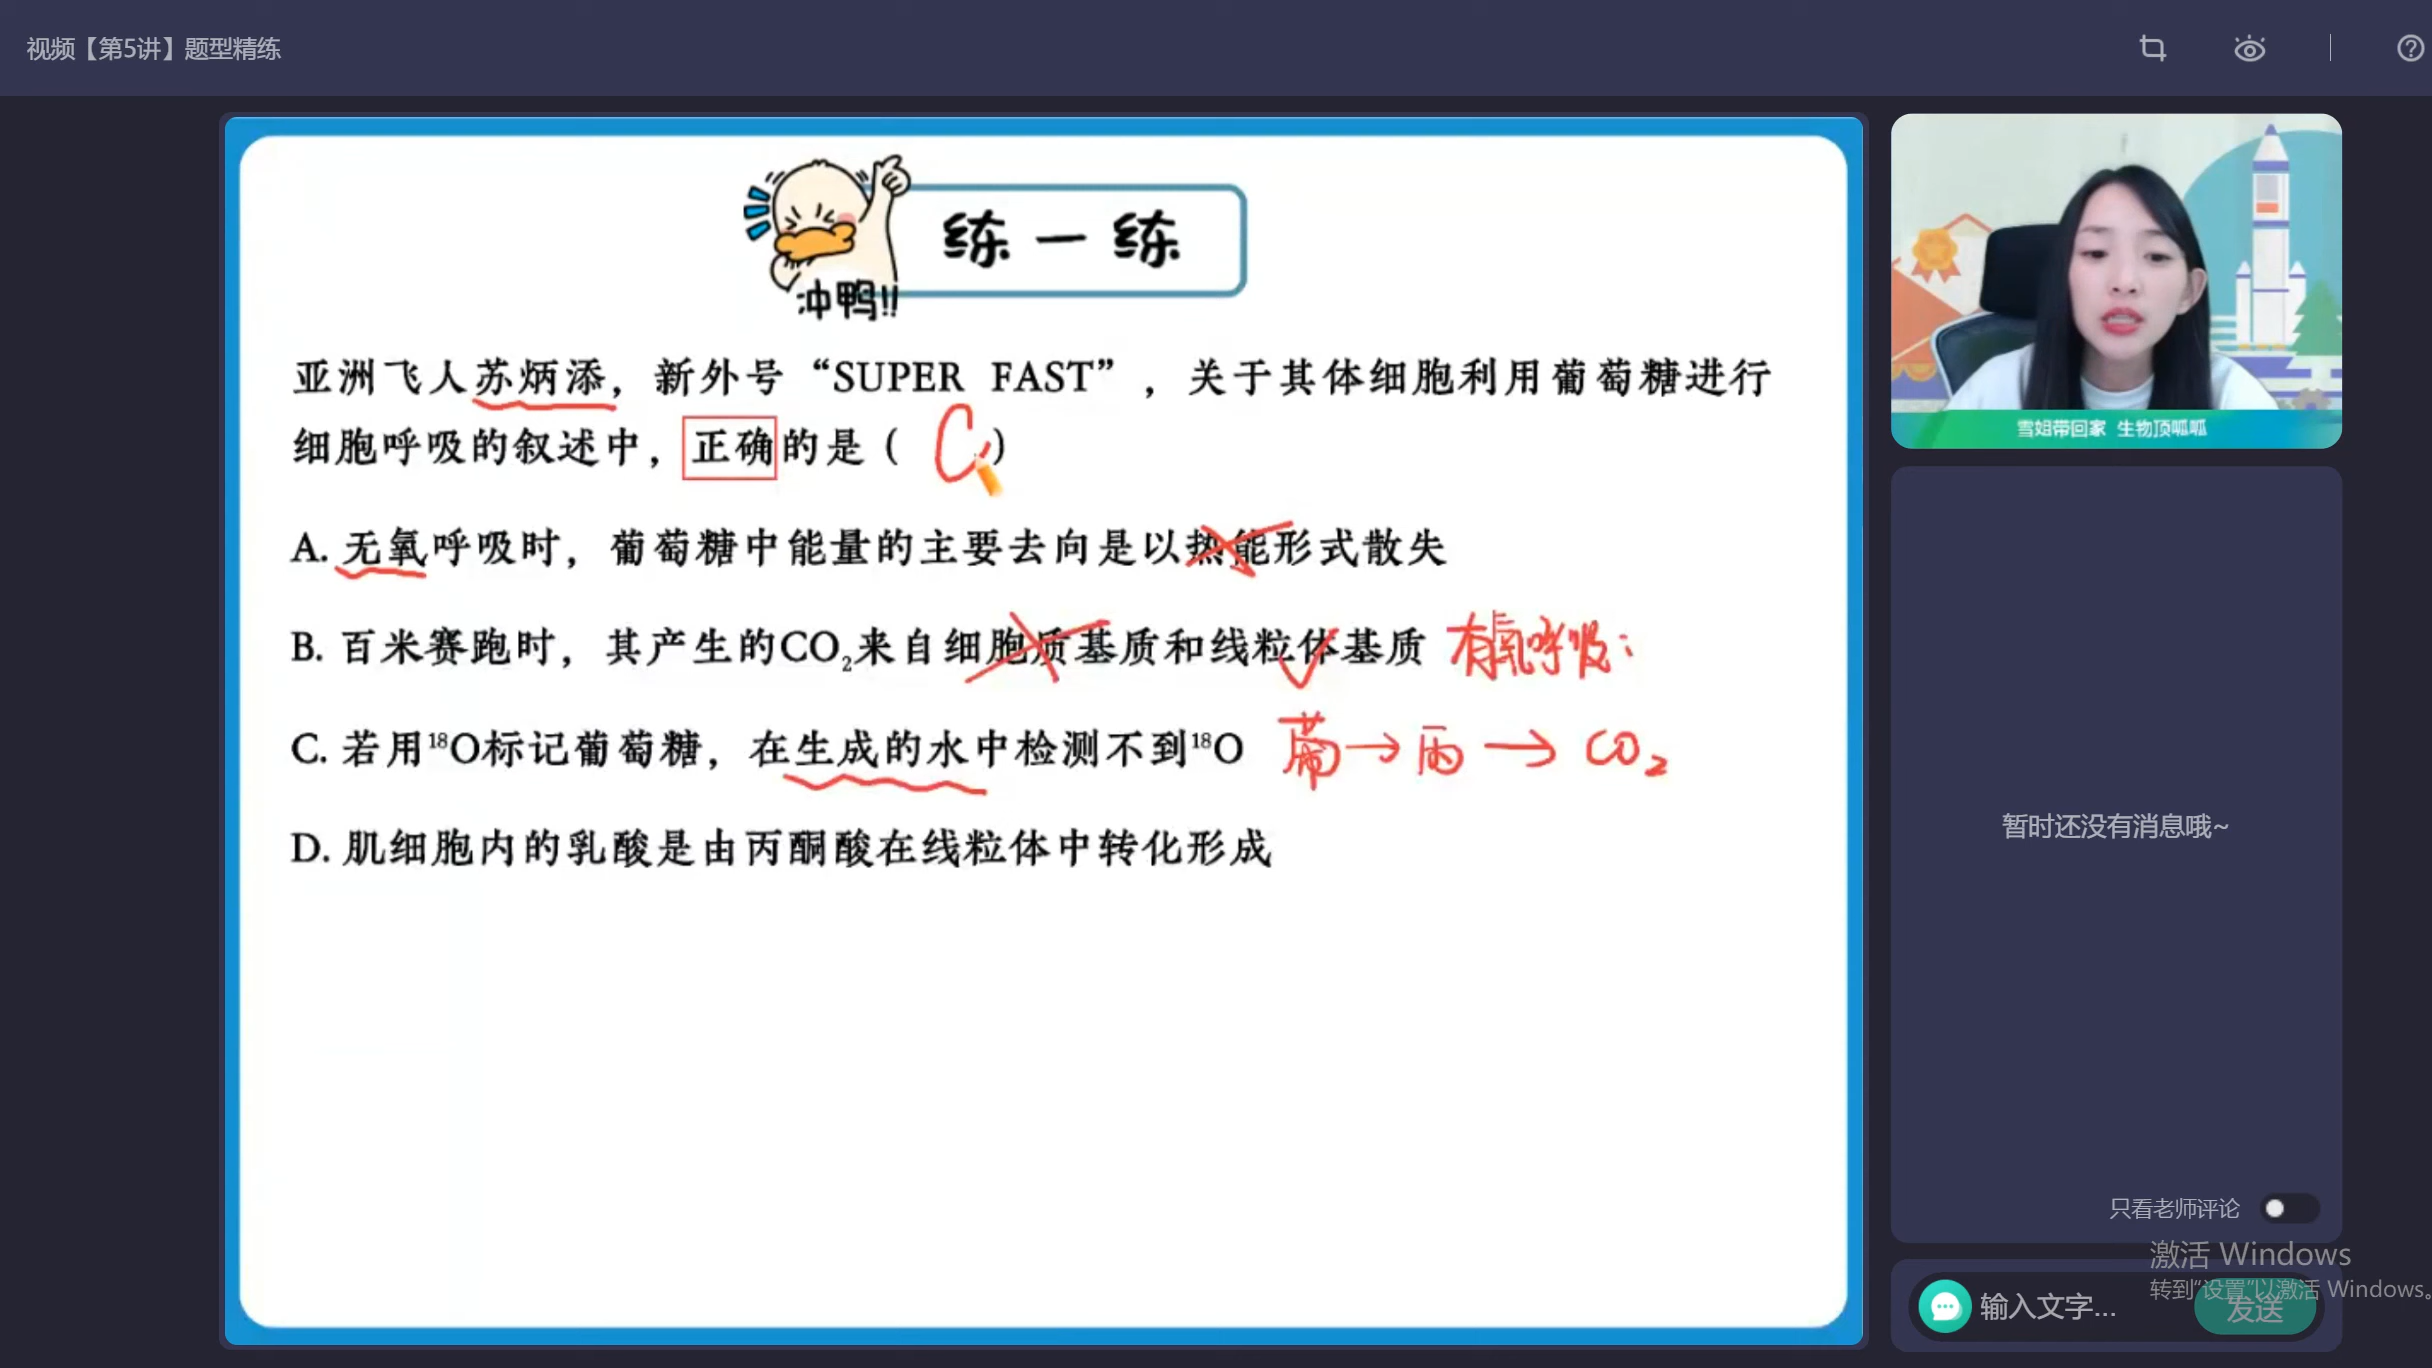 视频【第5讲】题型精练
练一练
冲鸭!!
亚洲飞人苏炳添，新外号“SUPER FAST”，关于其体细胞利用葡萄糖进行
细胞呼吸的叙述中，正确的是（ C ）
A. 无氧呼吸时，葡萄糖中能量的主要去向是以热能形式散失
B. 百米赛跑时，其产生的CO₂来自细胞质基质和线粒体基质 有氧呼吸：
C. 若用¹⁸O标记葡萄糖，在生成的水中检测不到¹⁸O 葡→丙→CO₂
D. 肌细胞内的乳酸是由丙酮酸在线粒体中转化形成
雪姐带回家 生物顶呱呱
暂时还没有消息哦~
只看老师评论
激活 Windows
转到“设置”以激活 Windows。
输入文字...
发送